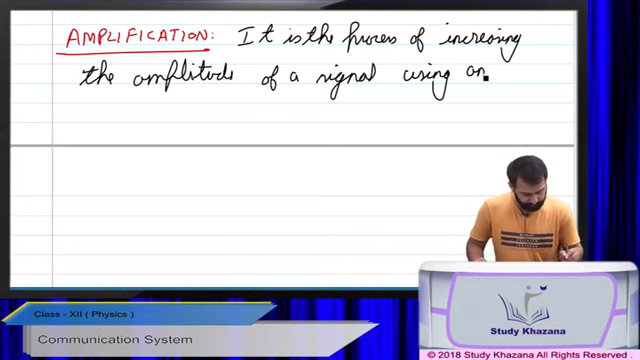 AMPLIFICATION: It is the process of increasing
the amplitude of a signal using an
Study Khazana
Class - XII ( Physics )
Communication System
© 2018 Study Khazana All Rights Reserved .